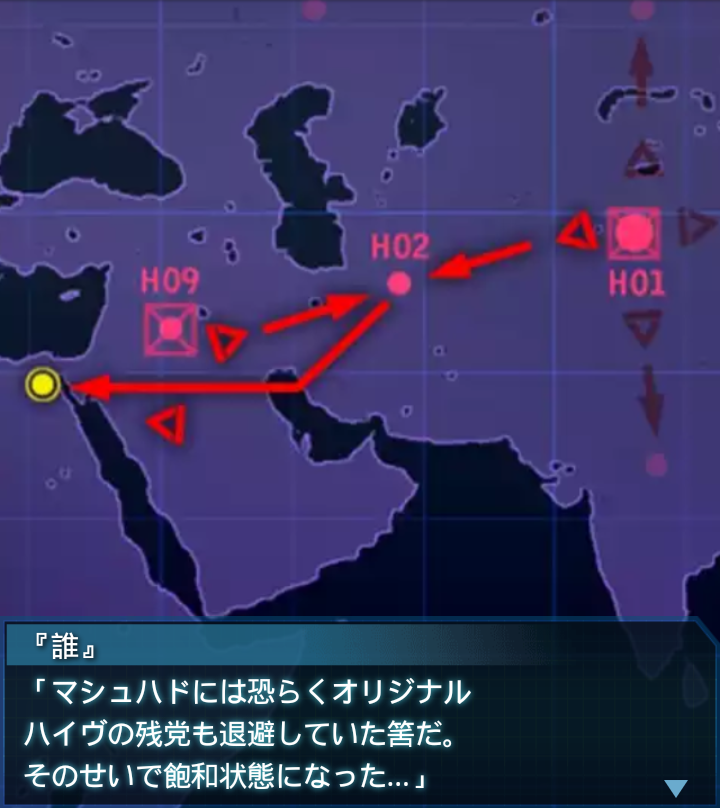 H02
H09
H01
『誰』
「マシュハドには恐らくオリジナル
ハイヴの残党も退避していた筈だ。
そのせいで飽和状態になった…」